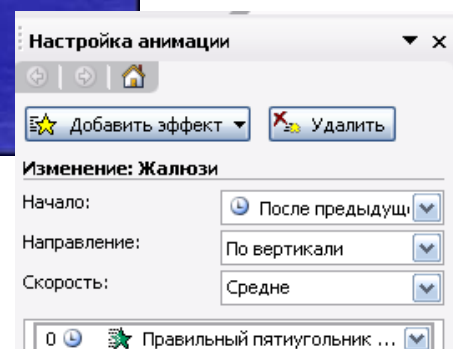 Настройка анимации
Добавить эффект Удалить
Изменение: Жалюзи
Начало: После предыдущ
Направление: По вертикали
Скорость: Средне
0 Правильный пятиугольник ...